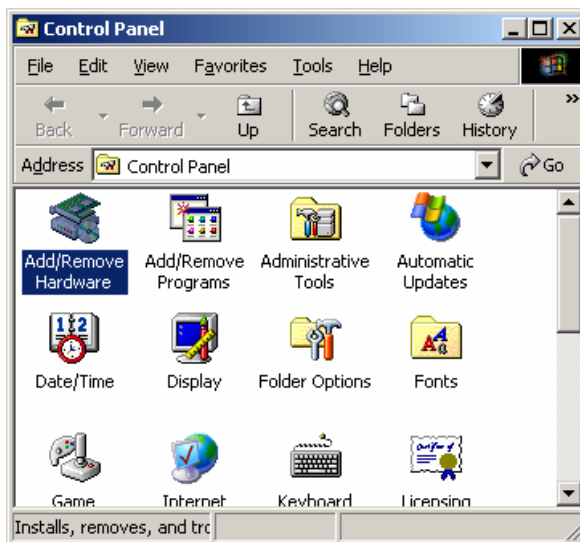 Control Panel
File Edit View Favorites Tools Help
Back Forward Up Search Folders History »
Address Control Panel Go
Add/Remove Hardware
Add/Remove Programs
Administrative Tools
Automatic Updates
Date/Time
Display
Folder Options
Fonts
Game
Internet
Keyboard
Licensing
Installs, removes, and tro